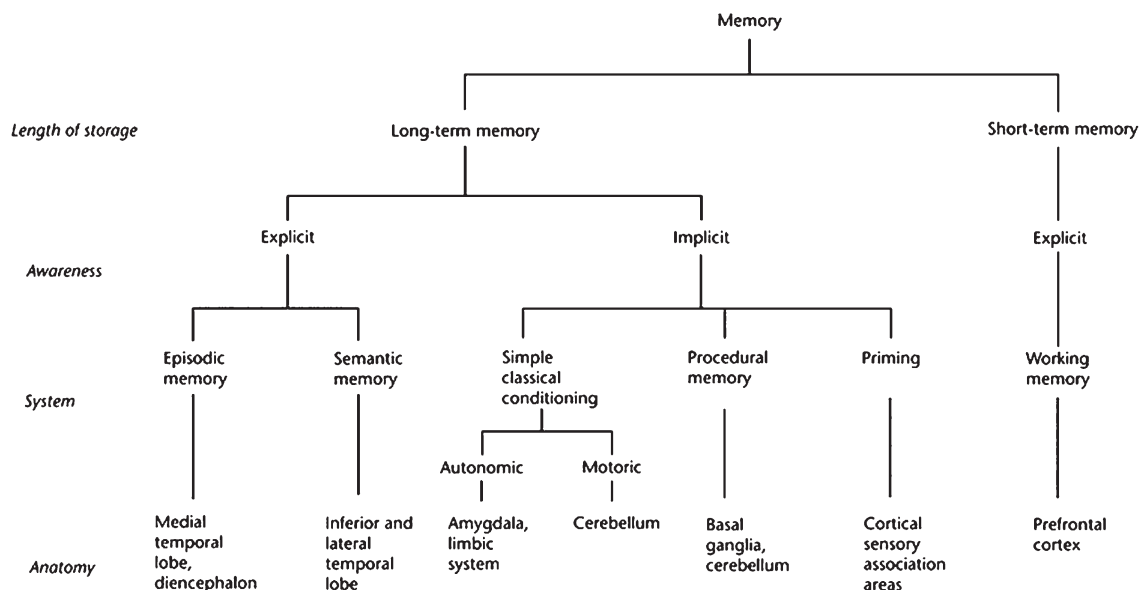 Memory
Length of storage
Long-term memory
Short-term memory
Explicit
Implicit
Explicit
Awareness
Episodic
memory
Semantic
memory
Simple
classical
conditioning
Procedural
memory
Priming
Working
memory
System
Autonomic
Motoric
Medial
temporal
lobe,
diencephalon
Inferior and
lateral
temporal
lobe
Amygdala,
limbic
system
Cerebellum
Basal
ganglia,
cerebellum
Cortical
sensory
association
areas
Prefrontal
cortex
Anatomy